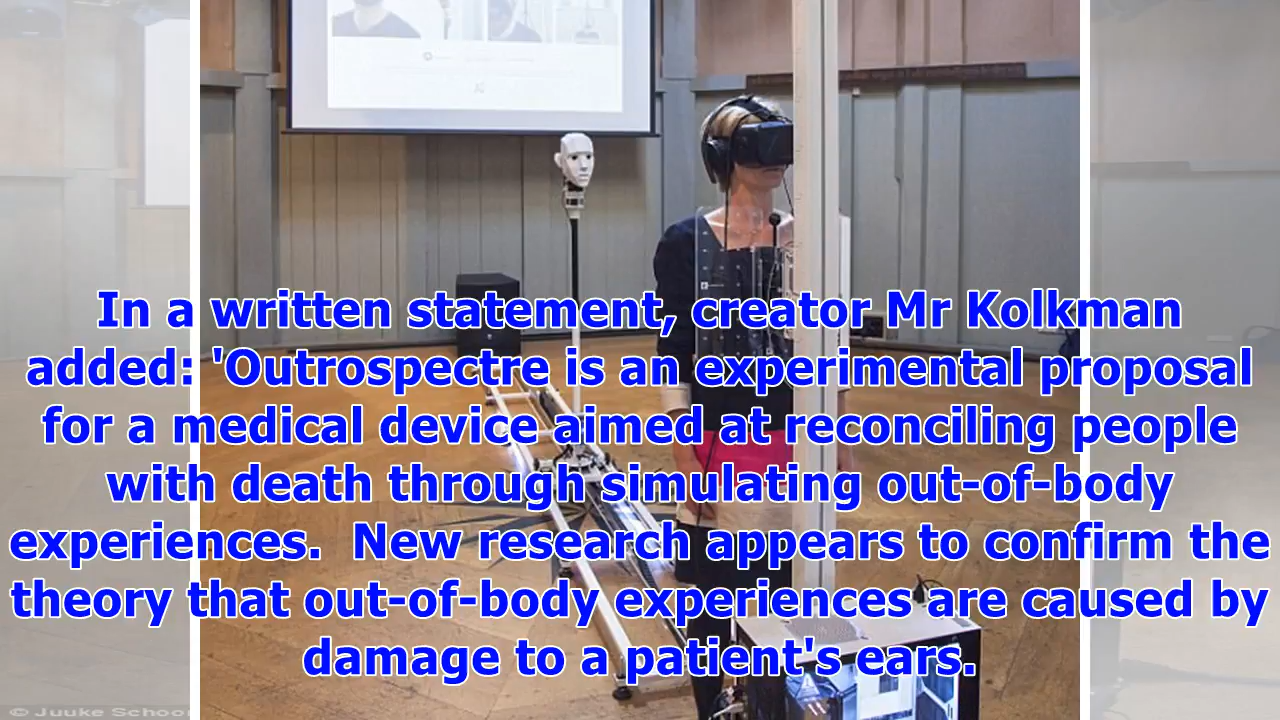 In a written statement, creator Mr Kolkman
added: 'Outrospectre is an experimental proposal
for a medical device aimed at reconciling people
with death through simulating out-of-body
experiences.  New research appears to confirm the
theory that out-of-body experiences are caused by
damage to a patient's ears.
© Juuke Schoo